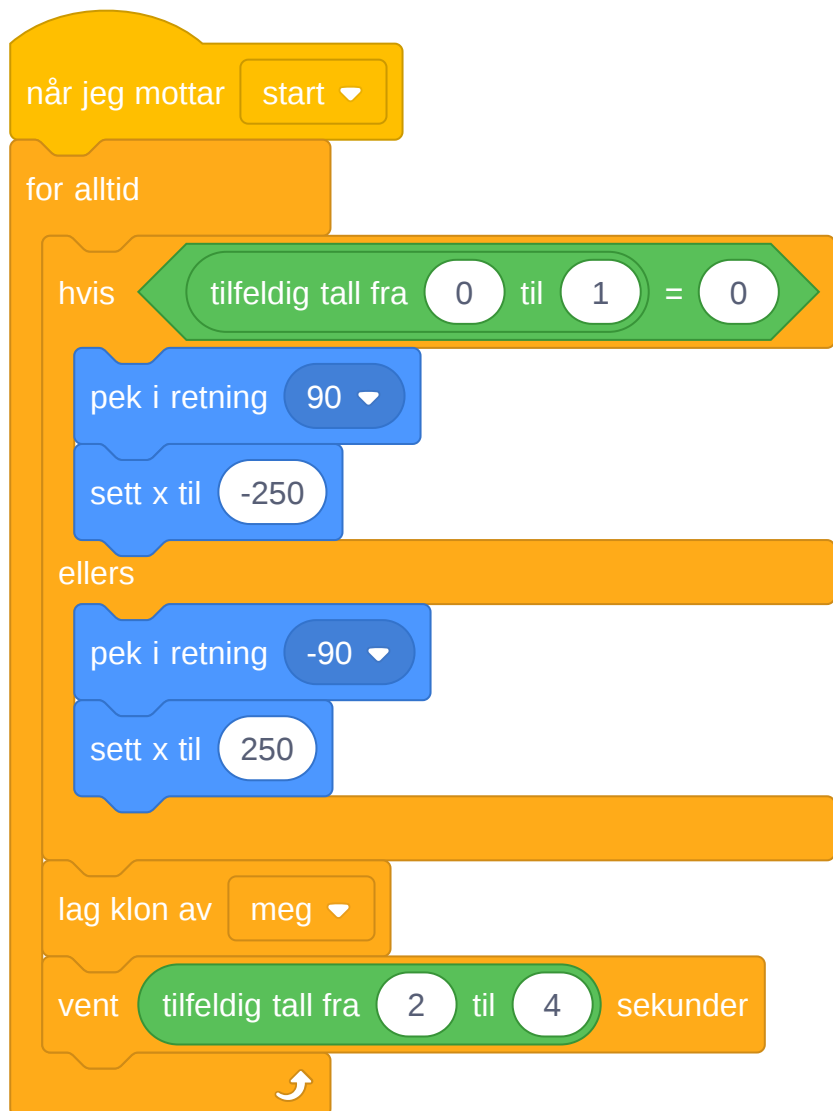 når jeg mottar start
for alltid
hvis tilfeldig tall fra 0 til 1 = 0
pek i retning 90
sett x til -250
ellers
pek i retning -90
sett x til 250
lag klon av meg
vent tilfeldig tall fra 2 til 4 sekunder